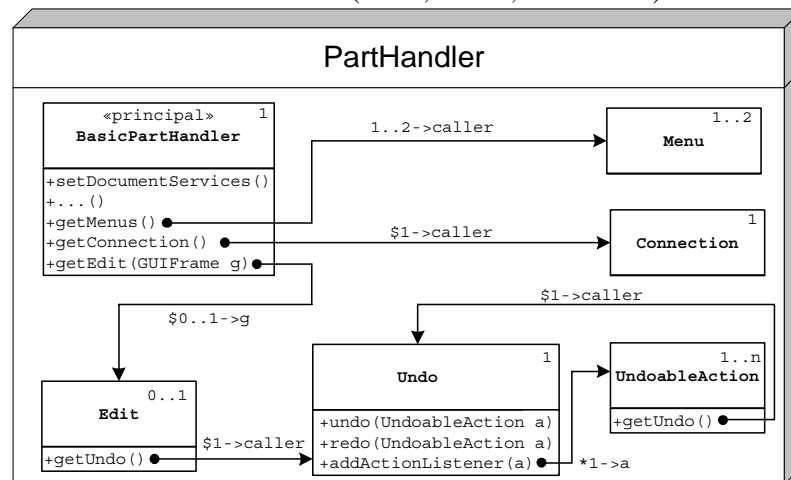 PartHandler
«principal» 1
BasicPartHandler
+setDocumentServices()
+...()
+getMenus()
+getConnection()
+getEdit(GUIFrame g)
1..2->caller
1..2
Menu
$1->caller
1
Connection
$0..1->g
$1->caller
0..1
Edit
+getUndo()
$1->caller
1
Undo
+undo(UndoableAction a)
+redo(UndoableAction a)
+addActionListener(a)
*1->a
1..n
UndoableAction
+getUndo()